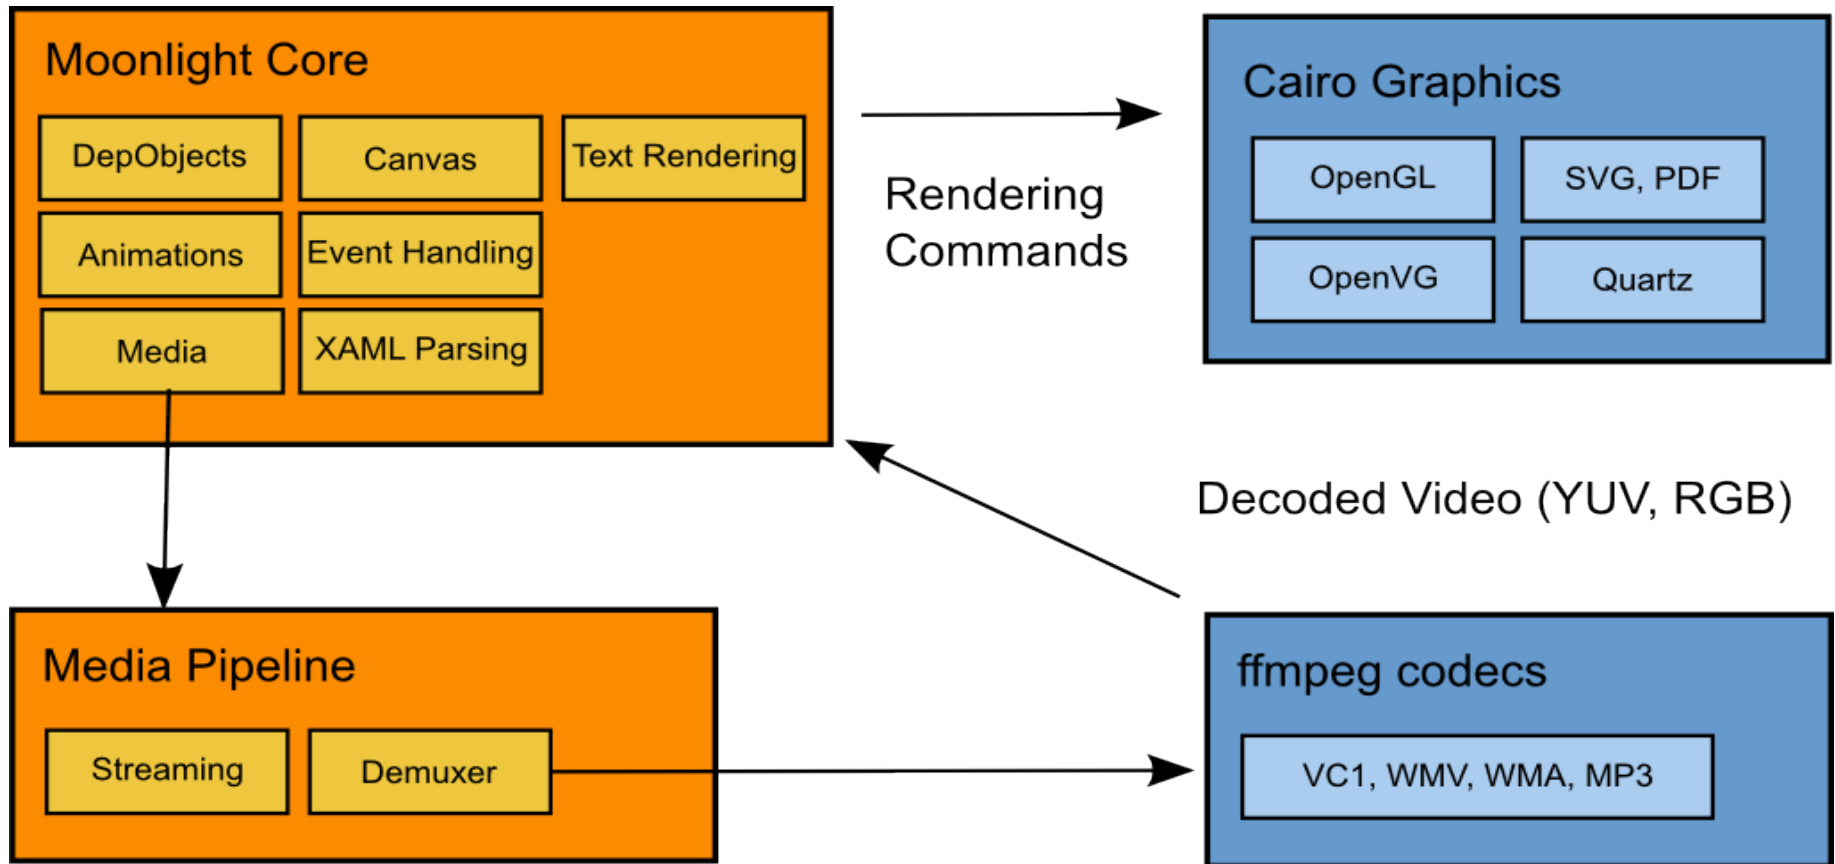 Moonlight Core
DepObjects
Canvas
Text Rendering
Animations
Event Handling
Media
XAML Parsing
Rendering
Commands
Cairo Graphics
OpenGL
SVG, PDF
OpenVG
Quartz
Decoded Video (YUV, RGB)
Media Pipeline
Streaming
Demuxer
ffmpeg codecs
VC1, WMV, WMA, MP3